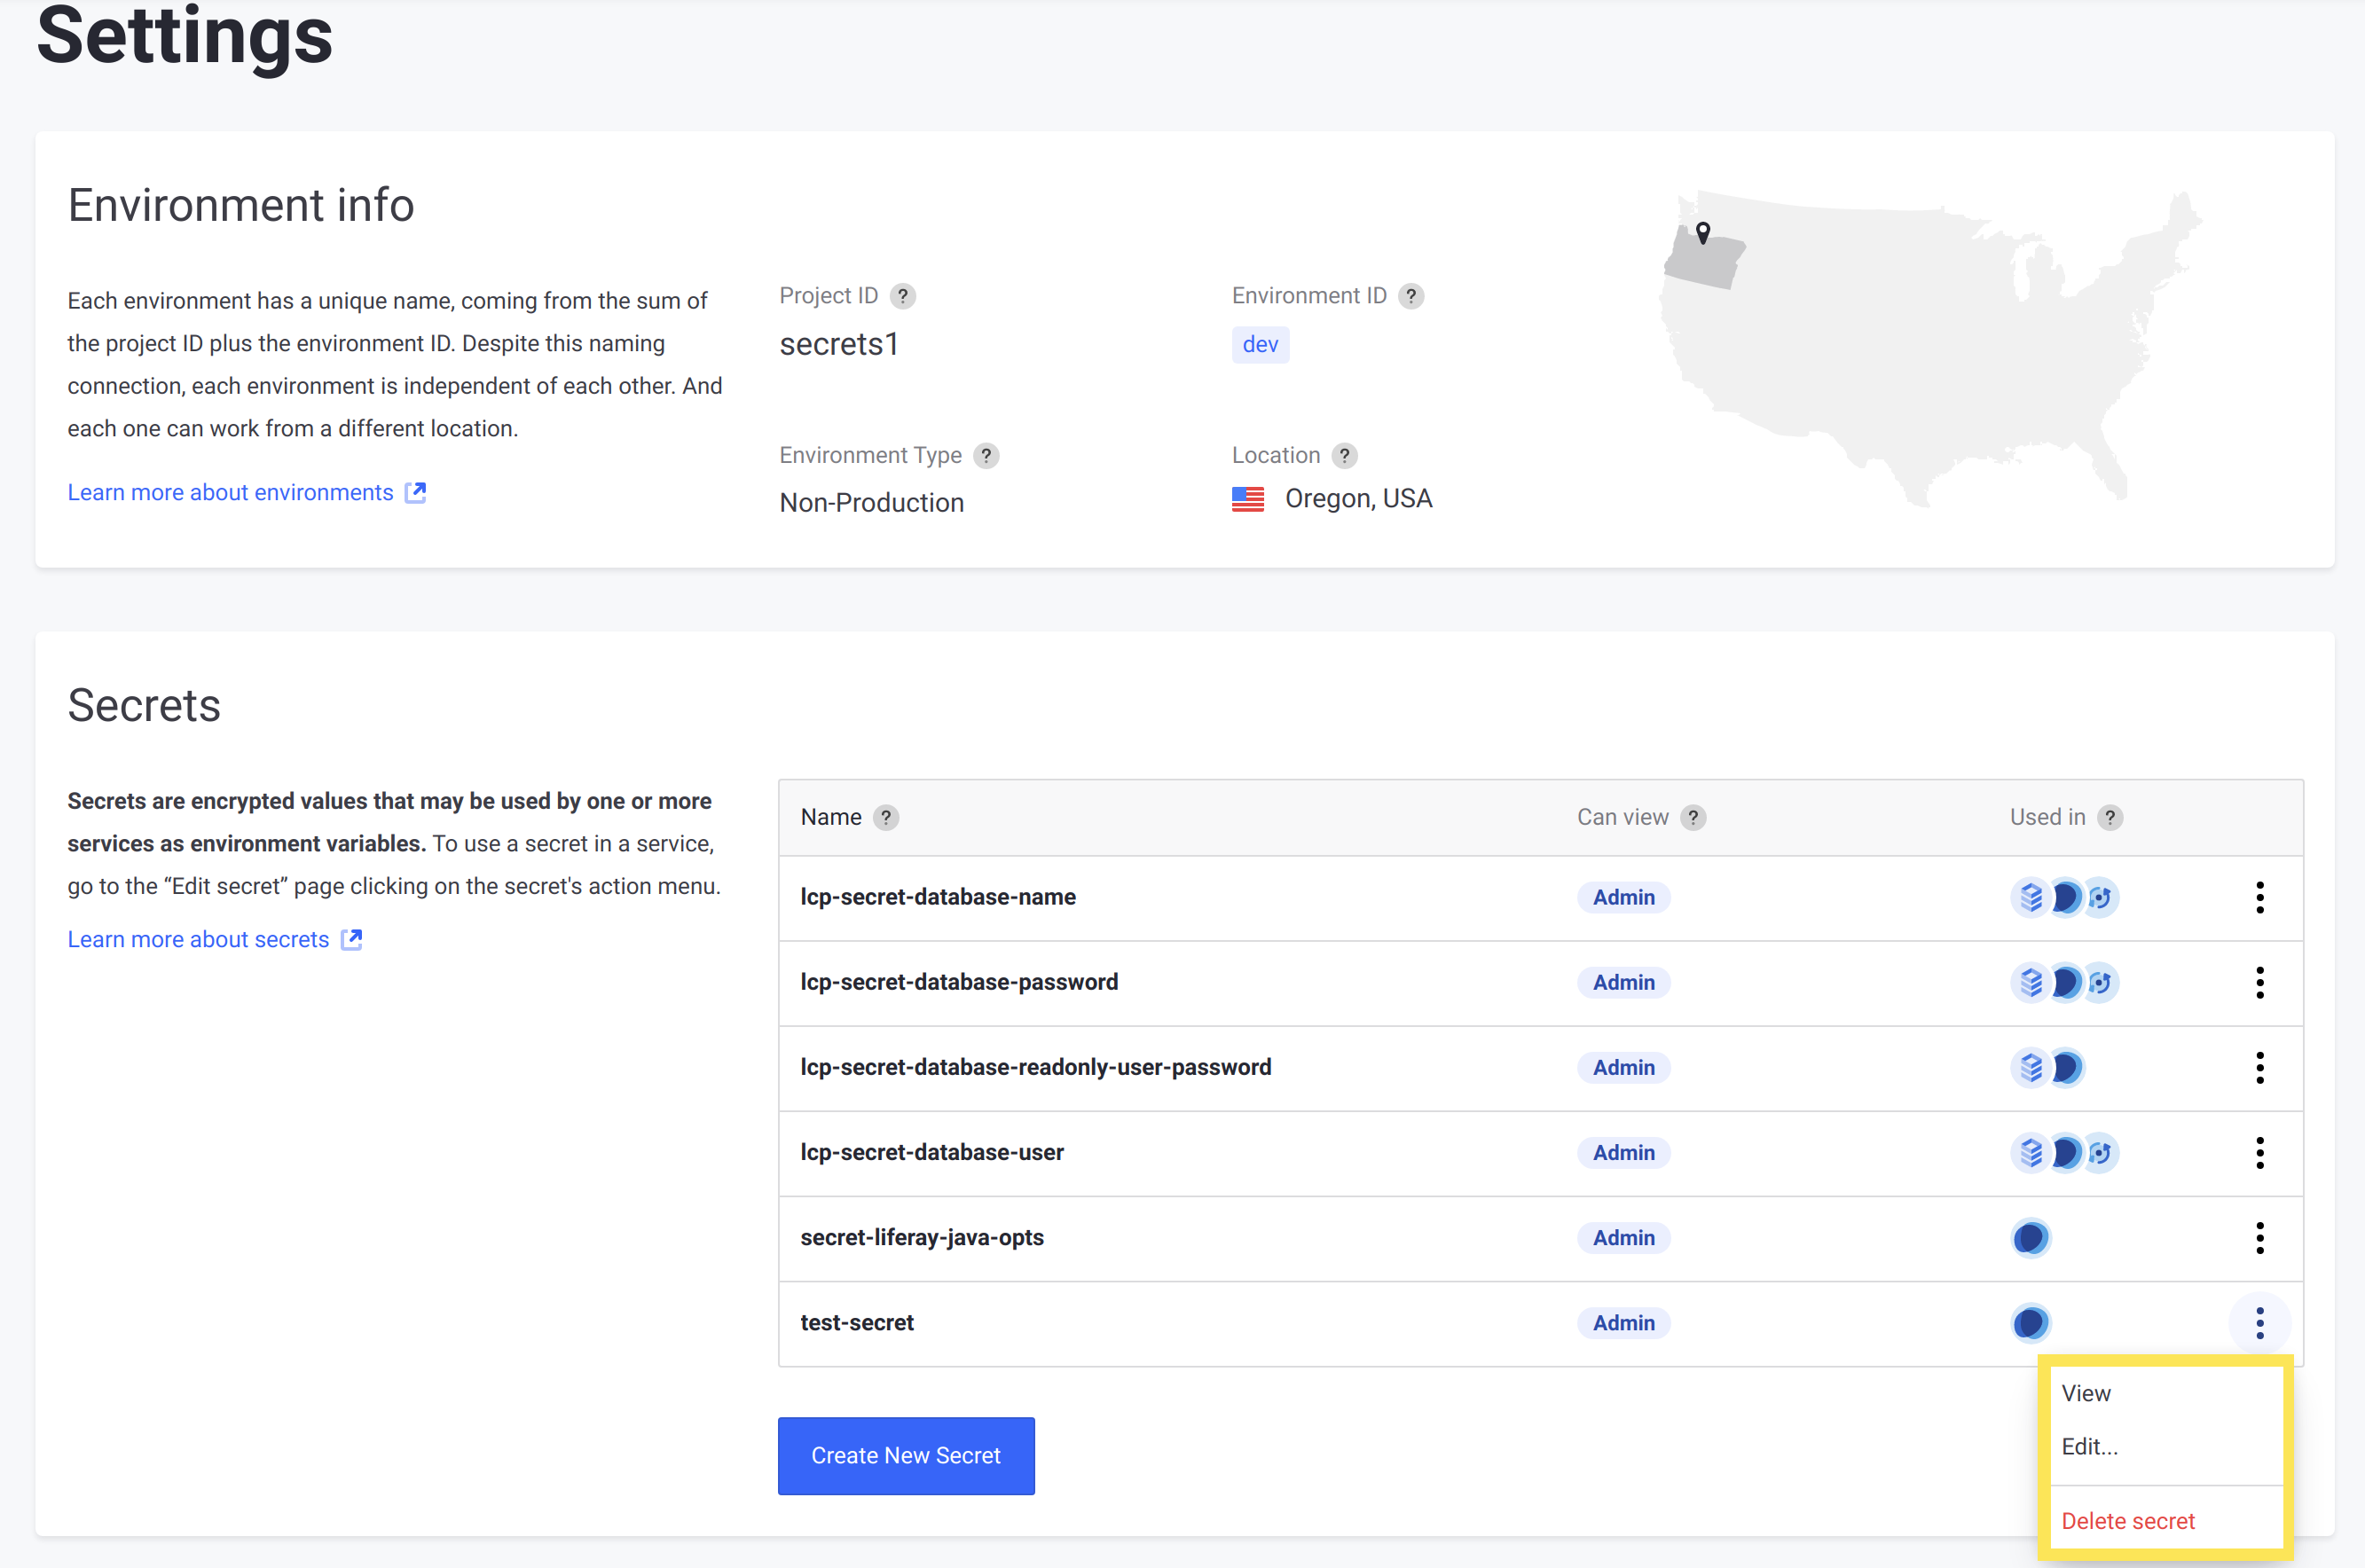 Settings
Environment info
Each environment has a unique name, coming from the sum of
the project ID plus the environment ID. Despite this naming
connection, each environment is independent of each other. And
each one can work from a different location.
Learn more about environments
Project ID ?
secrets1
Environment ID ?
dev
Environment Type ?
Non-Production
Location ?
Oregon, USA
Secrets
Secrets are encrypted values that may be used by one or more
services as environment variables. To use a secret in a service,
go to the “Edit secret” page clicking on the secret's action menu.
Learn more about secrets
Name ? Can view ? Used in ?
lcp-secret-database-name Admin
lcp-secret-database-password Admin
lcp-secret-database-readonly-user-password Admin
lcp-secret-database-user Admin
secret-liferay-java-opts Admin
test-secret Admin
View
Edit...
Delete secret
Create New Secret